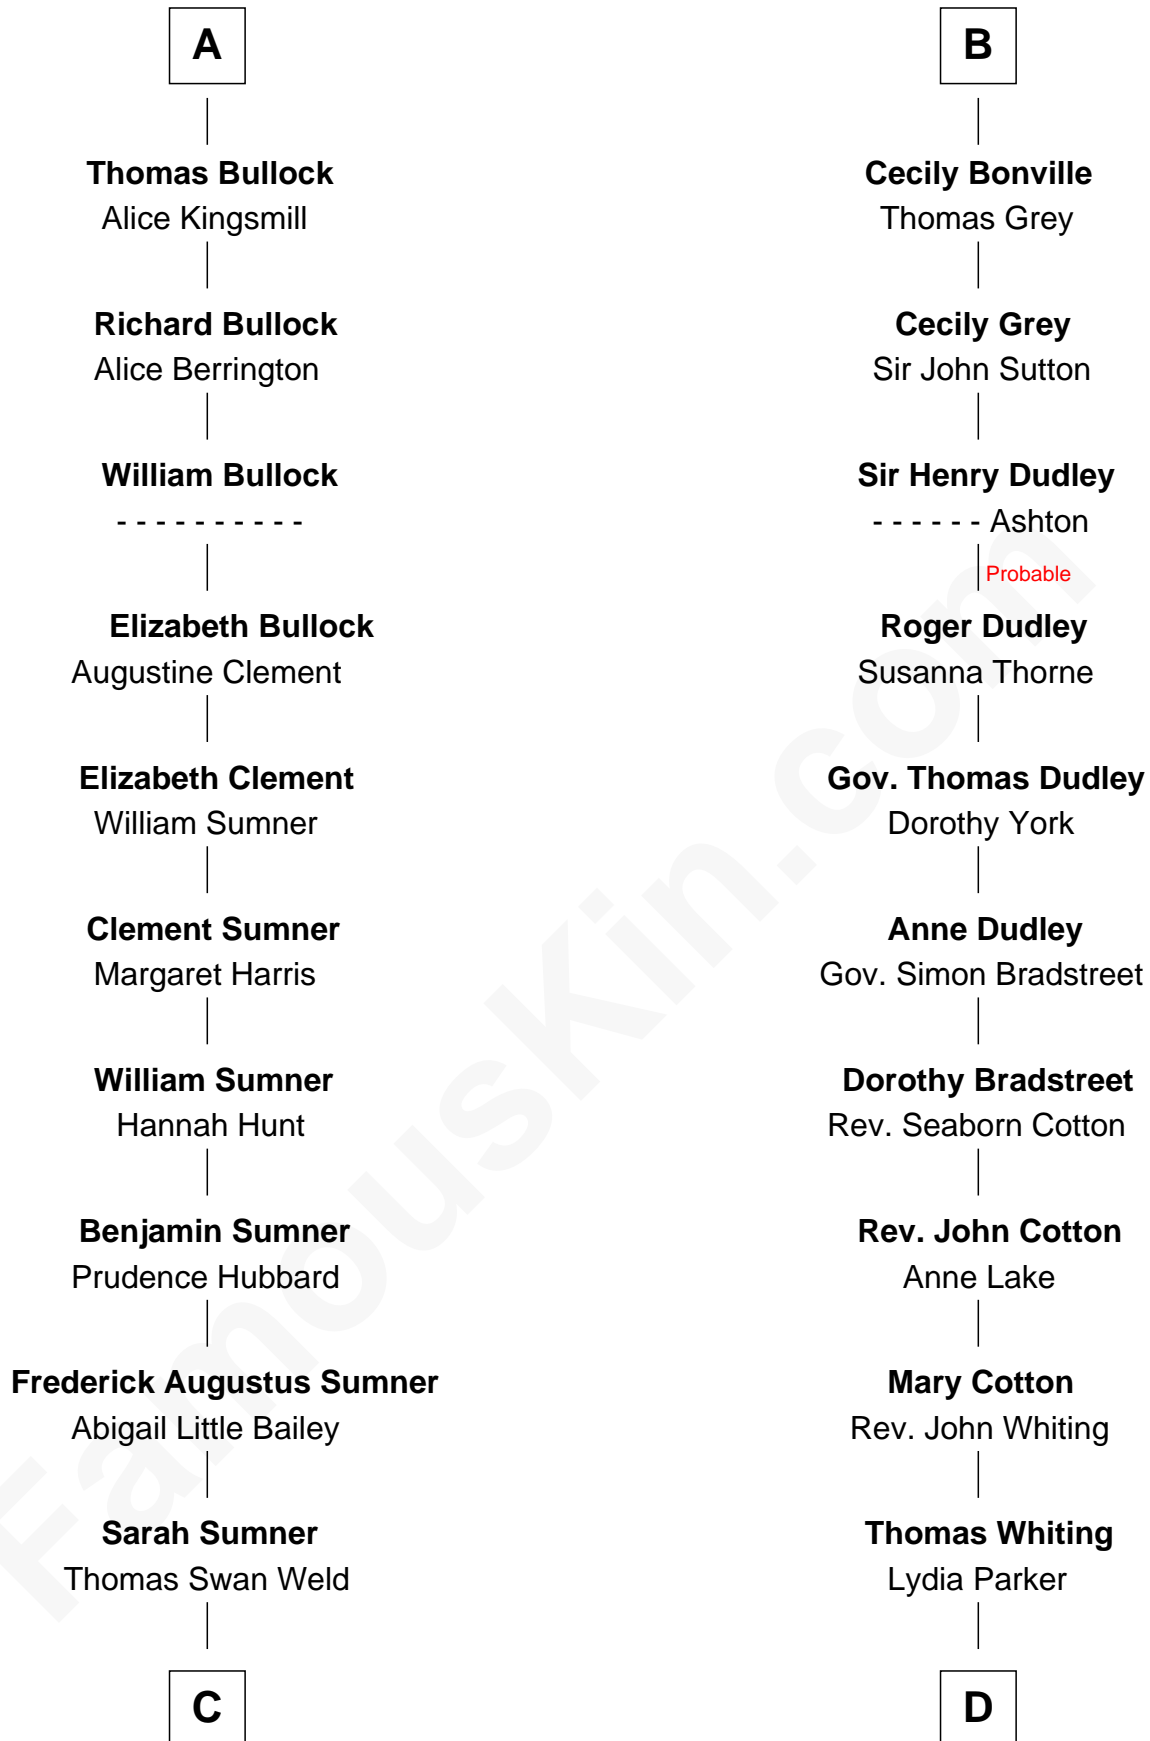 A
Thomas Bullock
Alice Kingsmill
Richard Bullock
Alice Berrington
William Bullock
- - - - - - - - - -
Elizabeth Bullock
Augustine Clement
Elizabeth Clement
William Sumner
Clement Sumner
Margaret Harris
William Sumner
Hannah Hunt
Benjamin Sumner
Prudence Hubbard
Frederick Augustus Sumner
Abigail Little Bailey
Sarah Sumner
Thomas Swan Weld
C
B
Cecily Bonville
Thomas Grey
Cecily Grey
Sir John Sutton
Sir Henry Dudley
- - - - - - Ashton
Probable
Roger Dudley
Susanna Thorne
Gov. Thomas Dudley
Dorothy York
Anne Dudley
Gov. Simon Bradstreet
Dorothy Bradstreet
Rev. Seaborn Cotton
Rev. John Cotton
Anne Lake
Mary Cotton
Rev. John Whiting
Thomas Whiting
Lydia Parker
D
FamousKin.com